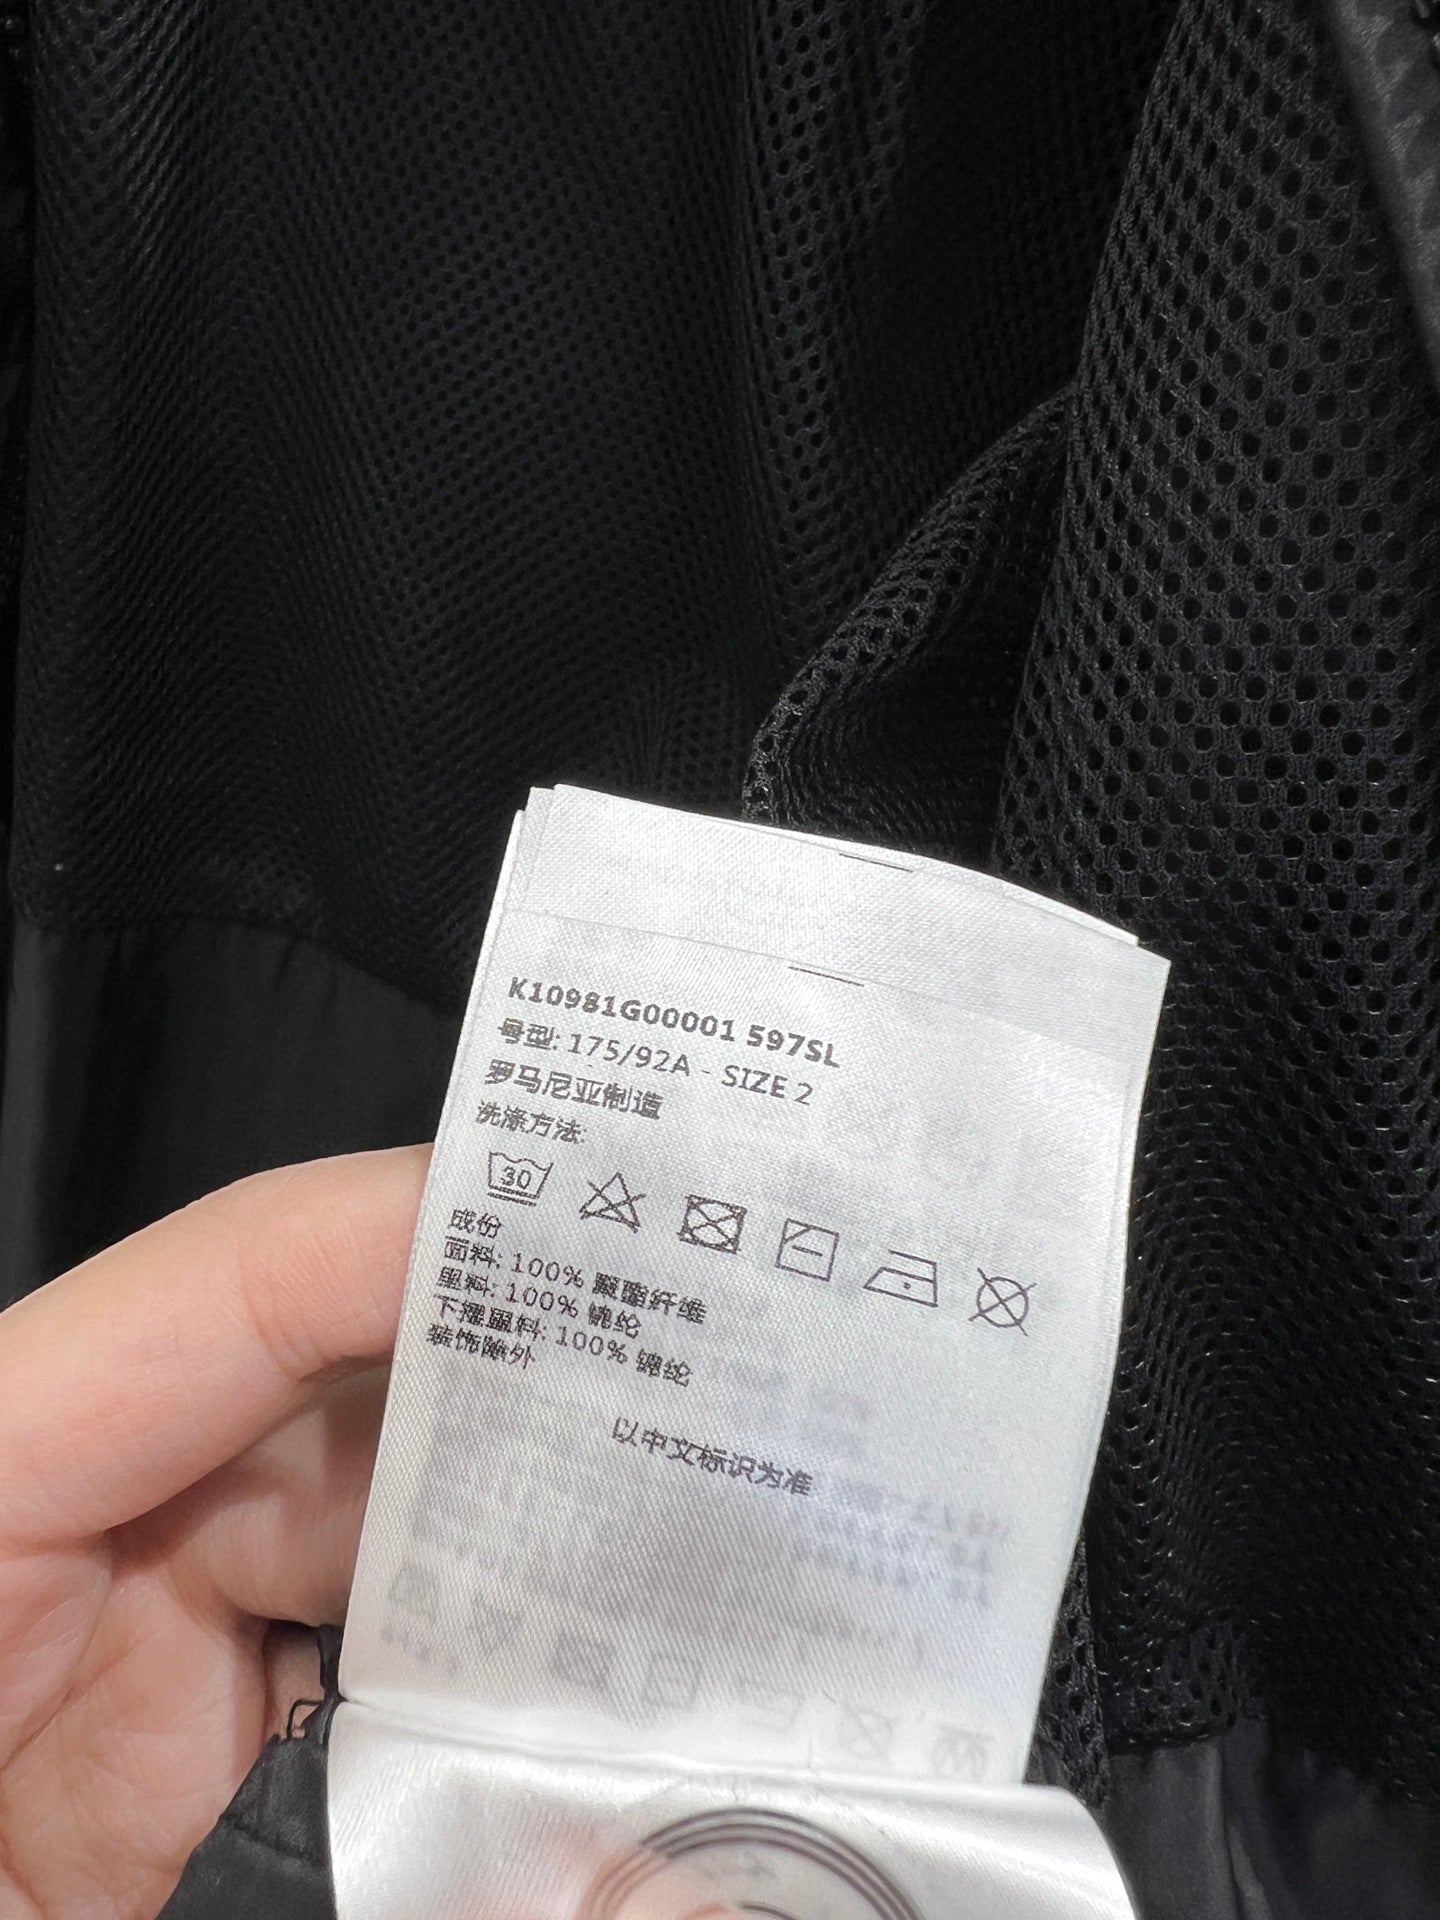 K10981G00001 597SL
号型: 175/92A - SIZE 2
罗马尼亚制造
洗涤方法:
30
成份
面料: 100% 聚酯纤维
里料: 100% 锦纶
下摆里料: 100% 锦纶
装饰除外
以中文标识为准